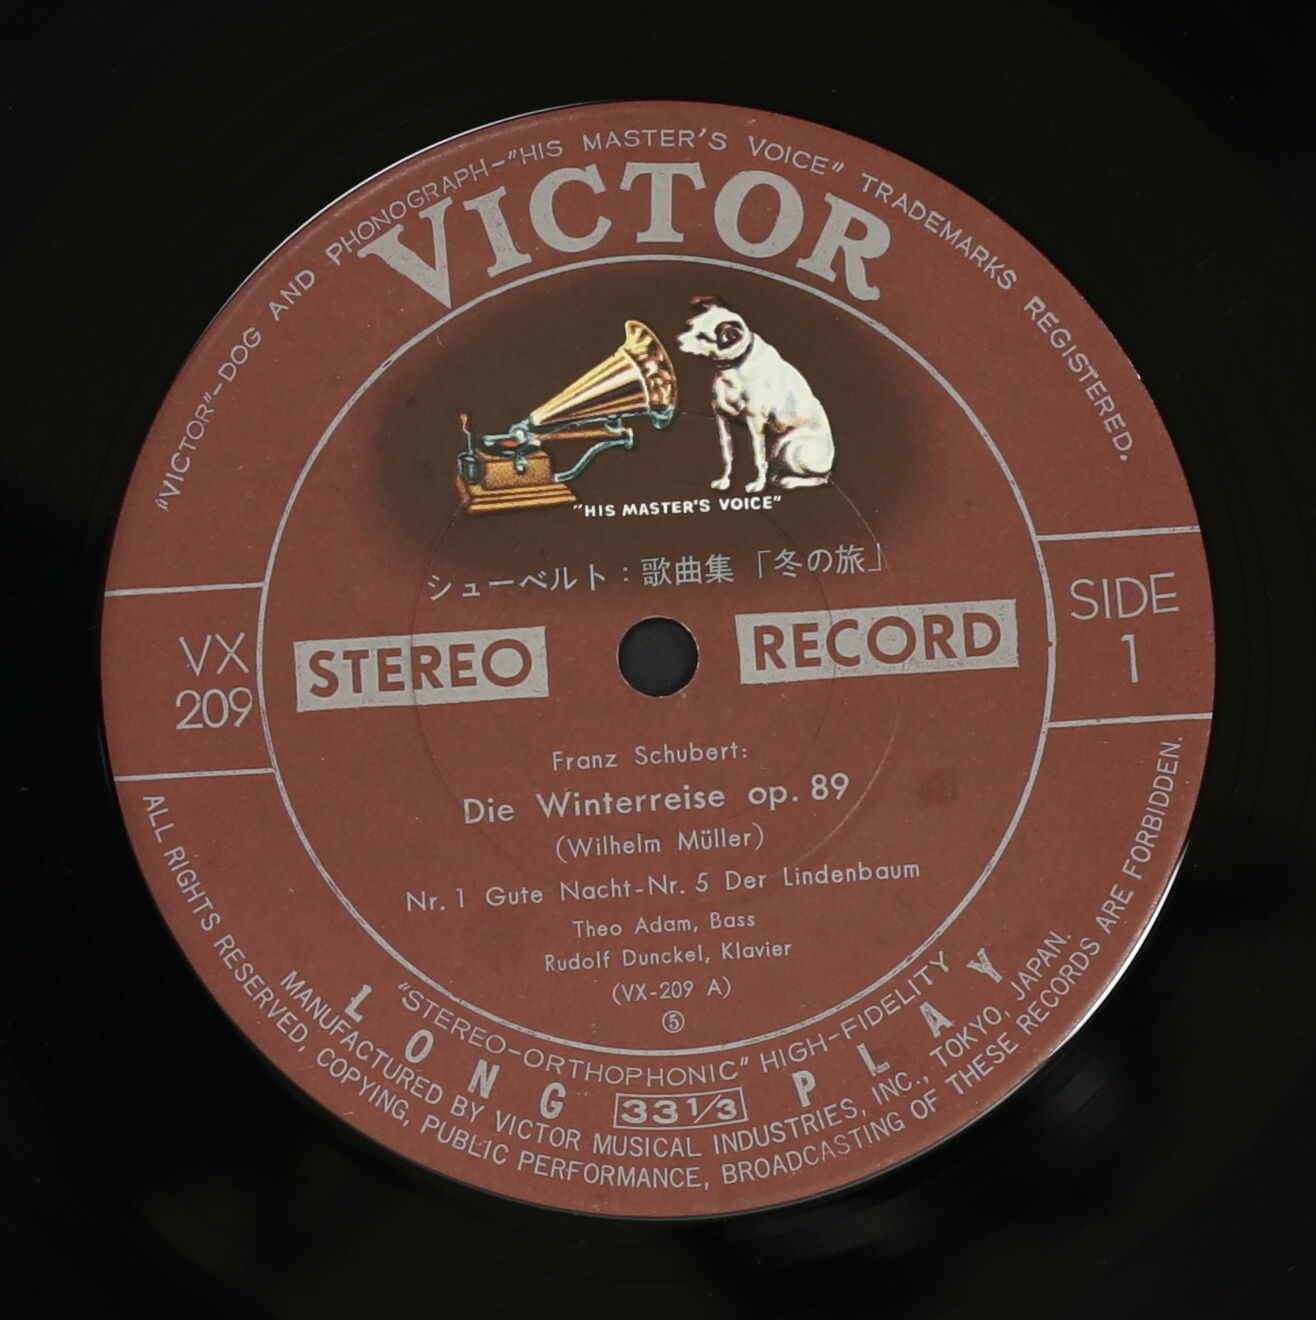 "VICTOR"-DOG AND PHONOGRAPH-"HIS MASTER'S VOICE" TRADEMARKS REGISTERED.
VICTOR
"HIS MASTER'S VOICE"
シューベルト：歌曲集「冬の旅」
VX
209
STEREO
RECORD
SIDE
1
Franz Schubert:
Die Winterreise op. 89
(Wilhelm Müller)
Nr. 1 Gute Nacht-Nr. 5 Der Lindenbaum
Theo Adam, Bass
Rudolf Dunckel, Klavier
(VX-209 A)
⑤
"STEREO-ORTHOPHONIC" HIGH-FIDELITY
LONG 33 1/3 PLAY
MANUFACTURED BY VICTOR MUSICAL INDUSTRIES, INC., TOKYO, JAPAN.
ALL RIGHTS RESERVED, COPYING, PUBLIC PERFORMANCE, BROADCASTING OF THESE RECORDS ARE FORBIDDEN.